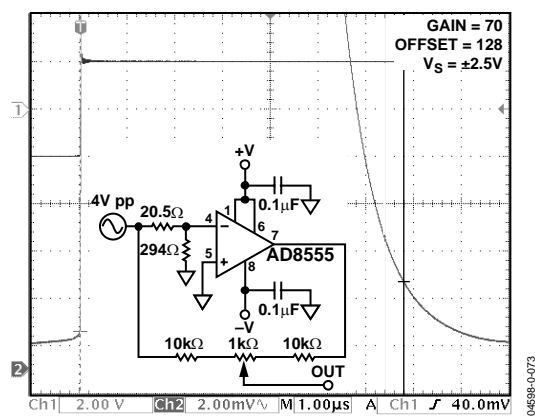 GAIN = 70
OFFSET = 128
VS = ±2.5V
T
1
+V
4V pp
20.5Ω
0.1µF
4
1
6
7
294Ω
5
AD8555
8
0.1µF
–V
10kΩ
1kΩ
10kΩ
OUT
2
Ch1 2.00 V Ch2 2.00mV∿ M 1.00µs A Ch1 ƒ 40.0mV
04598-0-073